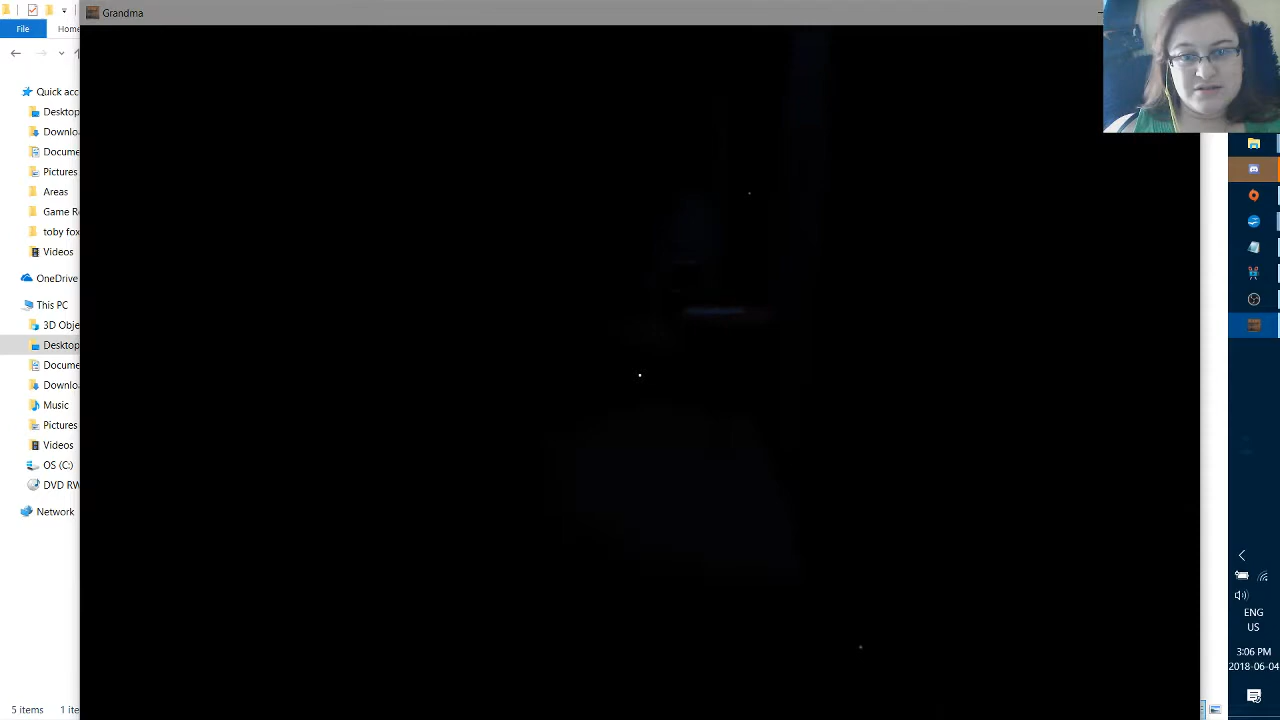 Grandma
File
Home
Quick acc
Desktop
Downlo
Docume
Pictures
Areas
Game Re
toby fox
Videos
OneDrive
This PC
3D Obje
Desktop
Docume
Downlo
Music
Pictures
Videos
OS (C:)
DVD RW
Network
5 items
1 ite
ENG
US
3:06 PM
2018-06-04